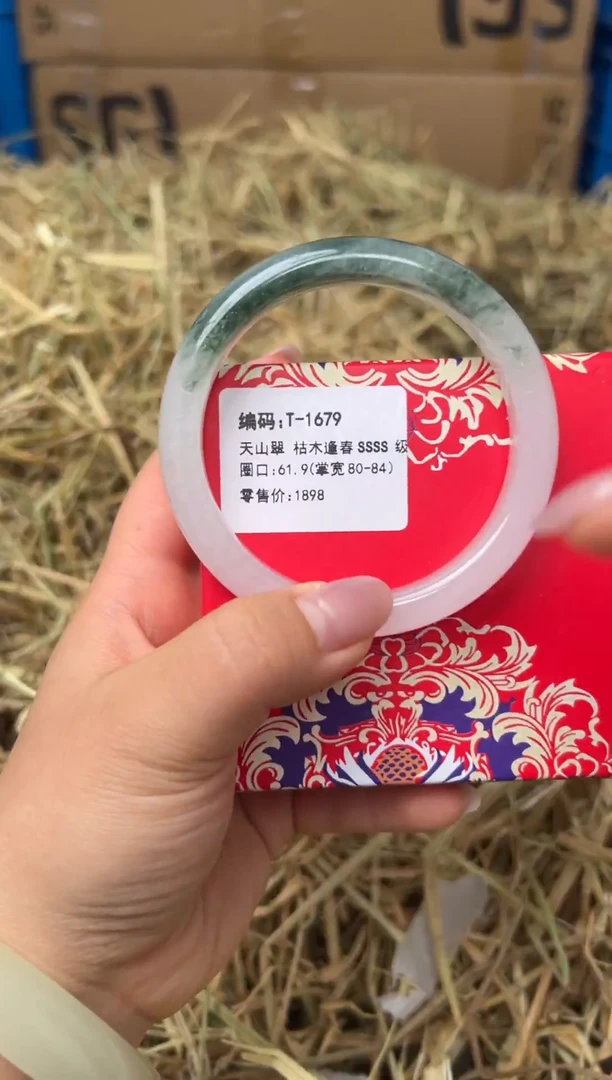 编码:T-1679
天山翠 枯木逢春 SSSS 级
圈口:61.9(掌宽 80-84)
零售价:1898